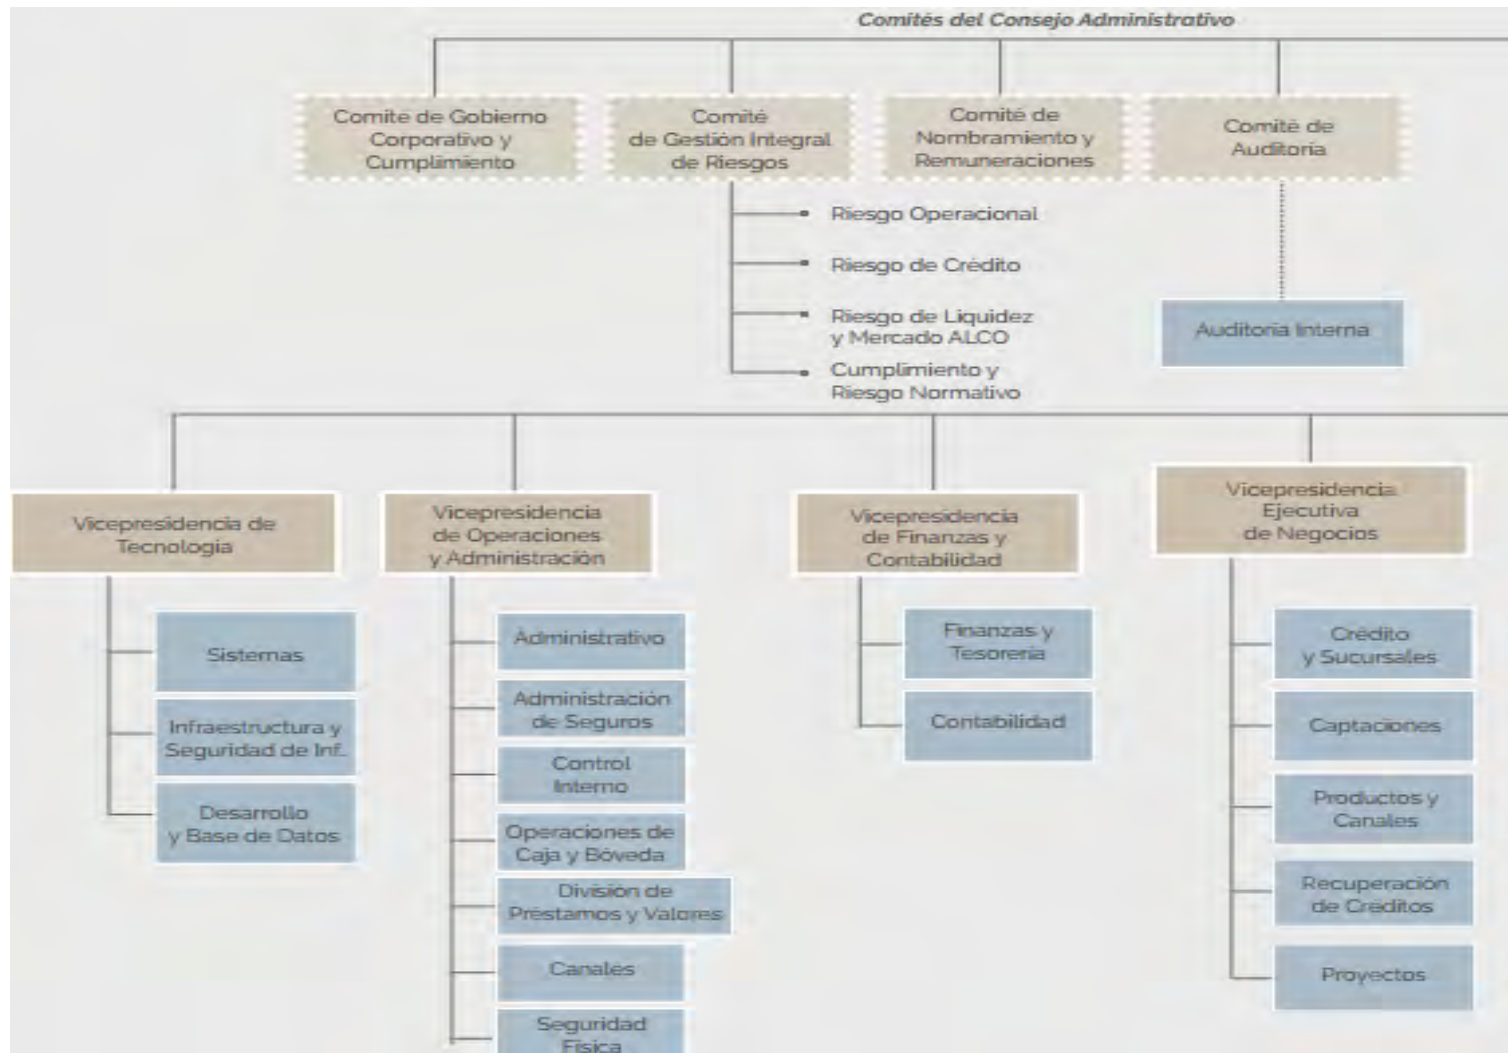 Comités del Consejo Administrativo
Comité de Gobierno
Corporativo y
Cumplimiento
Comité
de Gestión Integral
de Riesgos
Comité de
Nombramiento y
Remuneraciones
Comité de
Auditoría
Riesgo Operacional
Riesgo de Crédito
Riesgo de Liquidez
y Mercado ALCO
Cumplimiento y
Riesgo Normativo
Auditoría Interna
Vicepresidencia de
Tecnología
Sistemas
Infraestructura y
Seguridad de Inf.
Desarrollo
y Base de Datos
Vicepresidencia
de Operaciones
y Administración
Administrativo
Administración
de Seguros
Control
Interno
Operaciones de
Caja y Bóveda
División de
Préstamos y Valores
Canales
Seguridad
Física
Vicepresidencia
de Finanzas y
Contabilidad
Finanzas y
Tesorería
Contabilidad
Vicepresidencia
Ejecutiva
de Negocios
Crédito
y Sucursales
Captaciones
Productos y
Canales
Recuperación
de Créditos
Proyectos